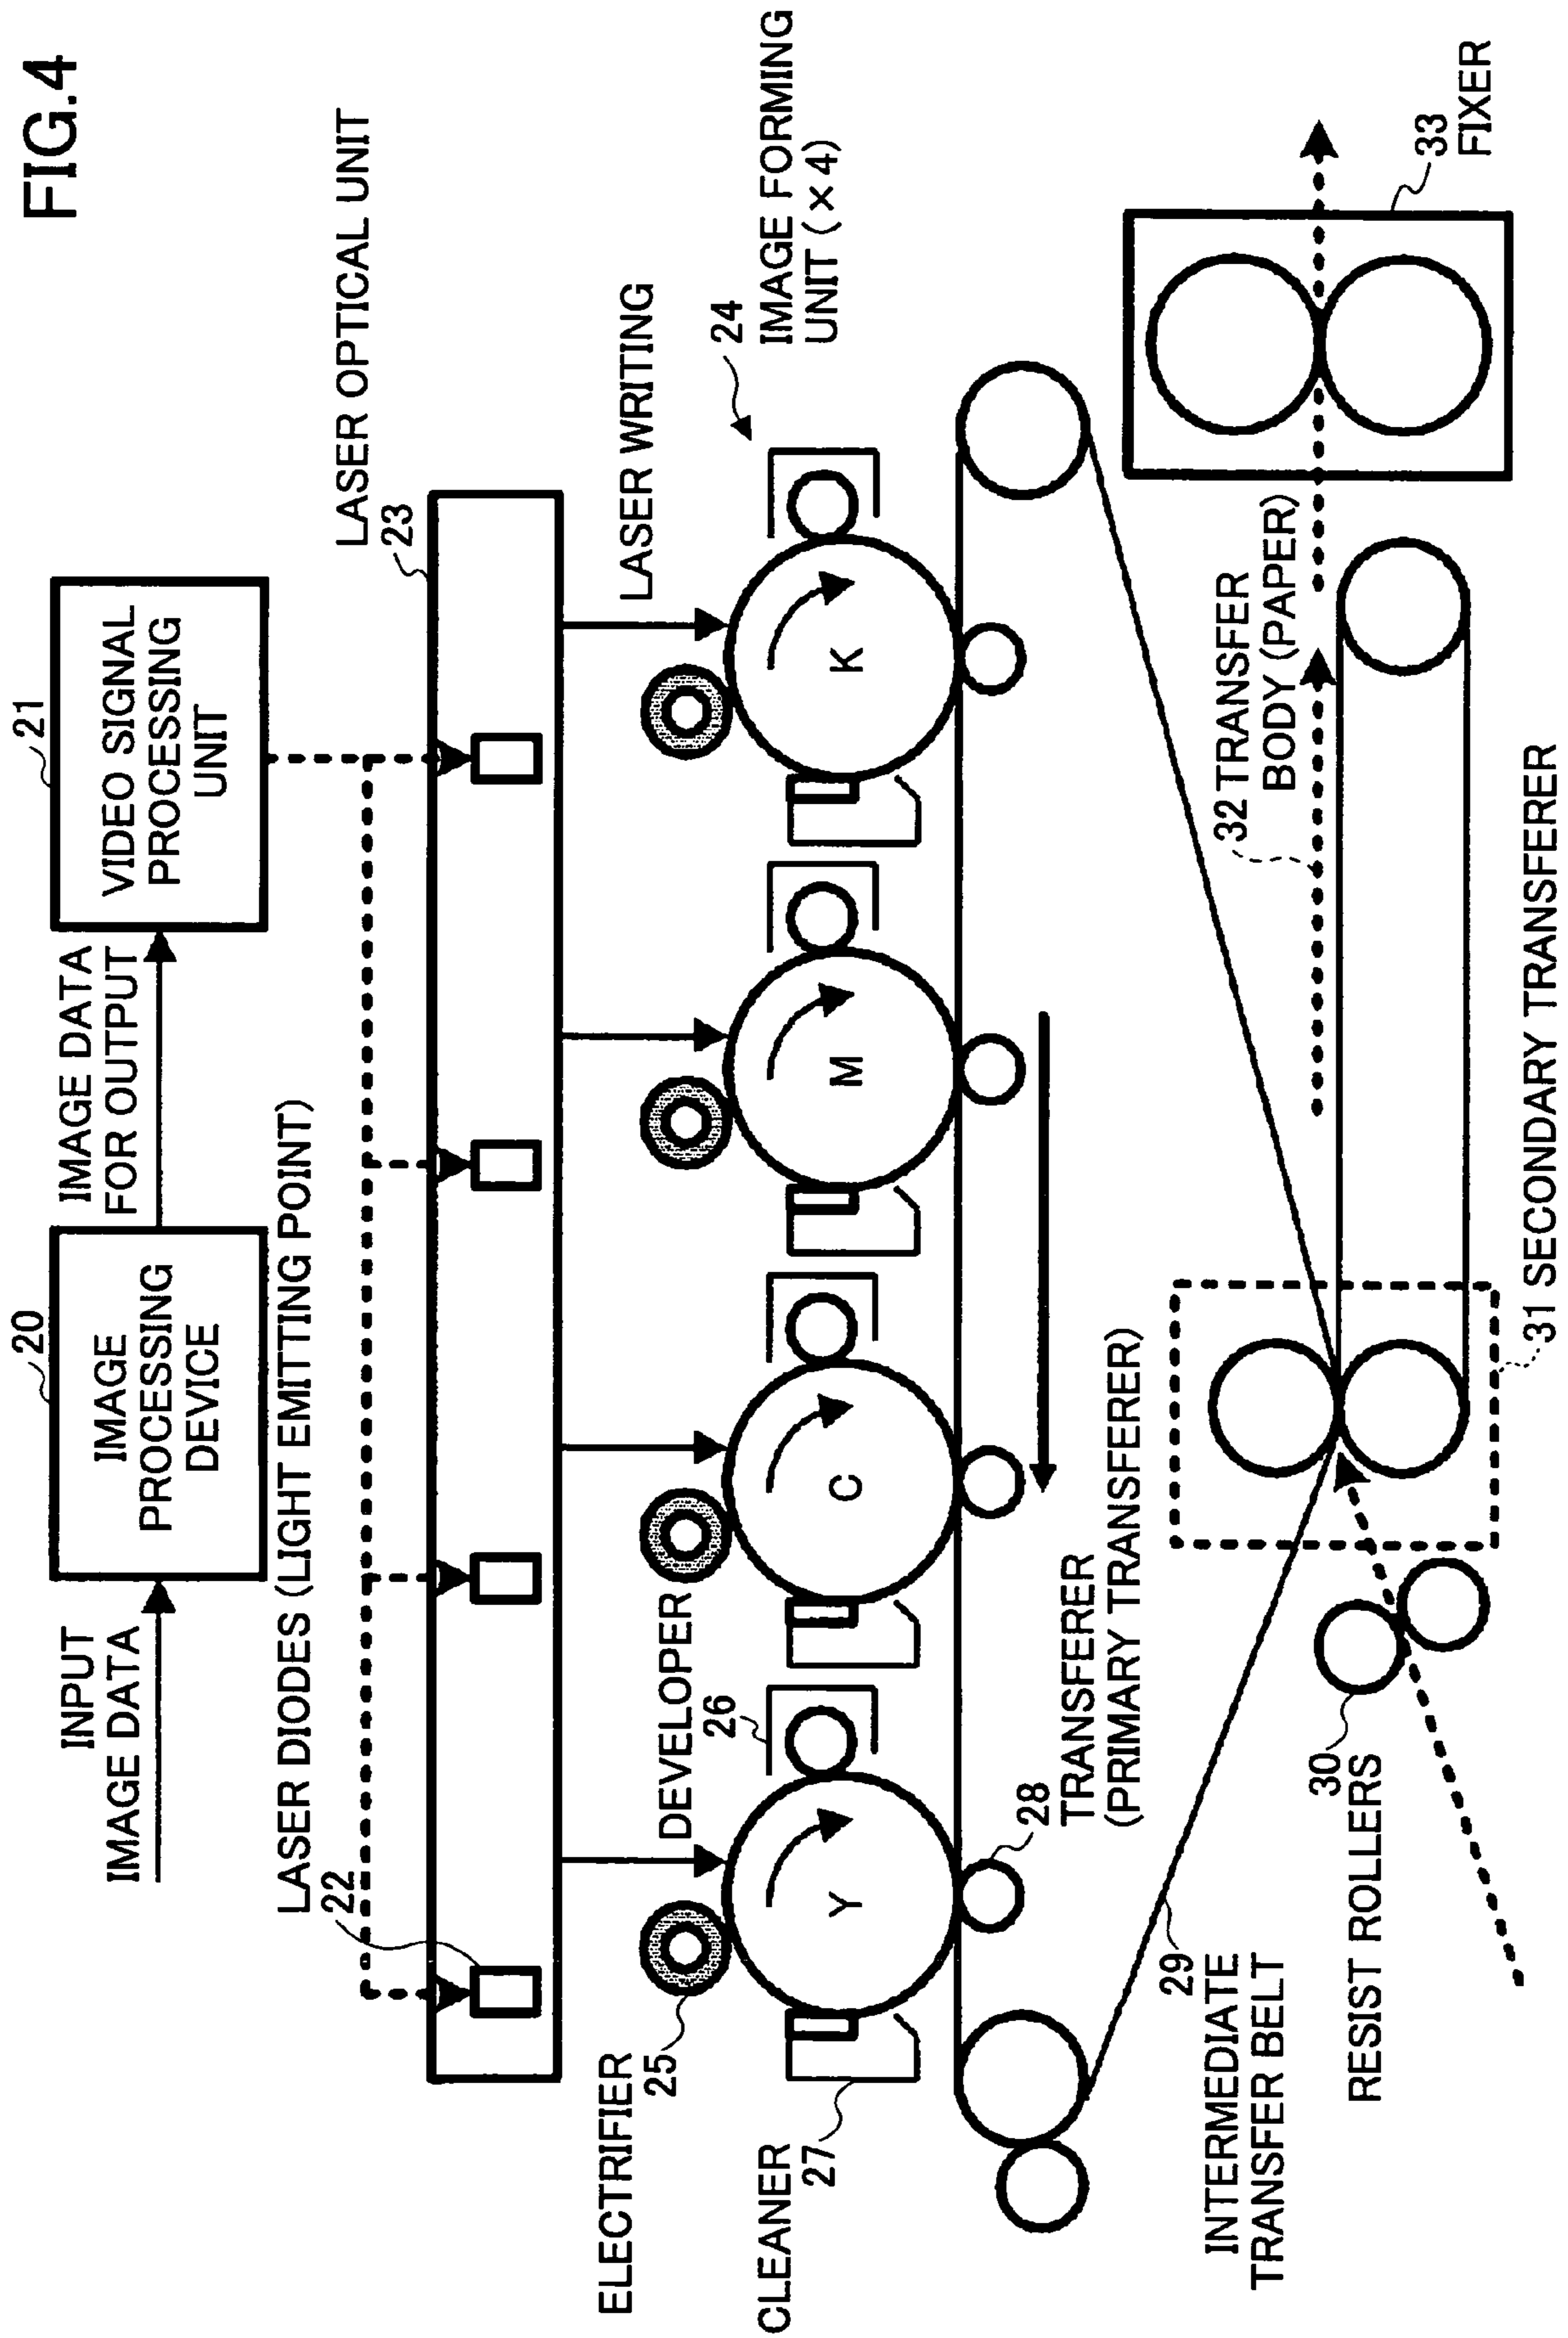 FIG.4
INPUT
IMAGE DATA
20
IMAGE
PROCESSING
DEVICE
IMAGE DATA
FOR OUTPUT
21
VIDEO SIGNAL
PROCESSING
UNIT
LASER DIODES (LIGHT EMITTING POINT)
22
LASER OPTICAL UNIT
23
LASER WRITING
24
IMAGE FORMING
UNIT (×4)
ELECTRIFIER
25
DEVELOPER
26
CLEANER
27
Y
C
M
K
28
TRANSFERER
(PRIMARY TRANSFERER)
29
INTERMEDIATE
TRANSFER BELT
30
RESIST ROLLERS
31 SECONDARY TRANSFERER
32 TRANSFER
BODY (PAPER)
33
FIXER